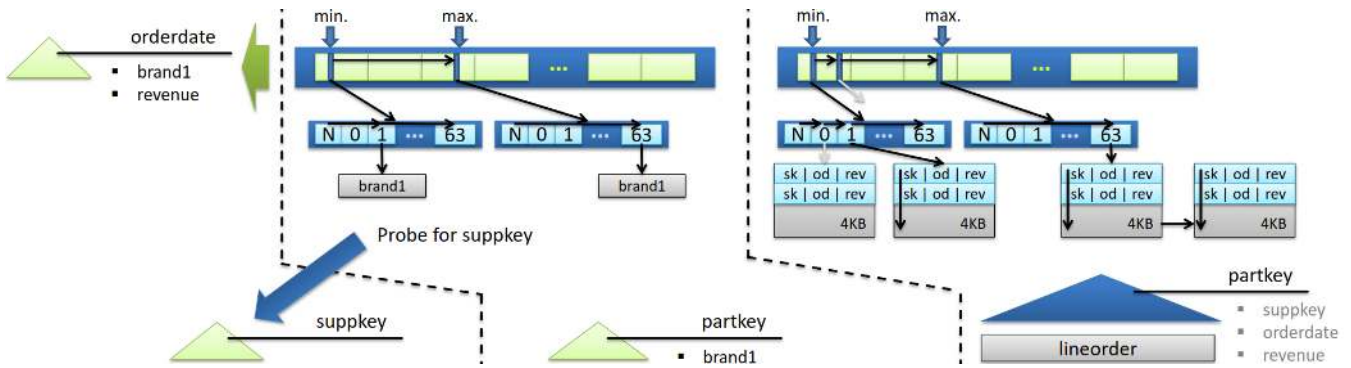 orderdate
▪ brand1
▪ revenue
min. max.
...
N 0 1 ... 63
N 0 1 ... 63
brand1
brand1
Probe for suppkey
suppkey
partkey
▪ brand1
min. max.
...
N 0 1 ... 63
N 0 1 ... 63
sk | od | rev
sk | od | rev
4KB
sk | od | rev
sk | od | rev
4KB
sk | od | rev
sk | od | rev
4KB
sk | od | rev
sk | od | rev
4KB
partkey
▪ suppkey
▪ orderdate
▪ revenue
lineorder